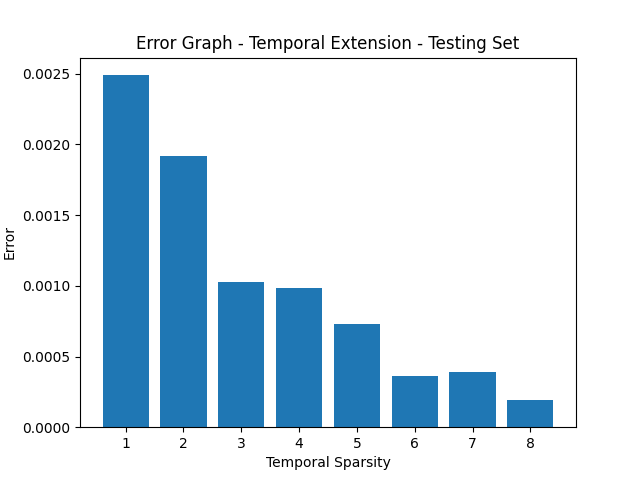 Error Graph - Temporal Extension - Testing Set
0.0025
0.0020
0.0015
0.0010
0.0005
0.0000
Error
1 2 3 4 5 6 7 8
Temporal Sparsity